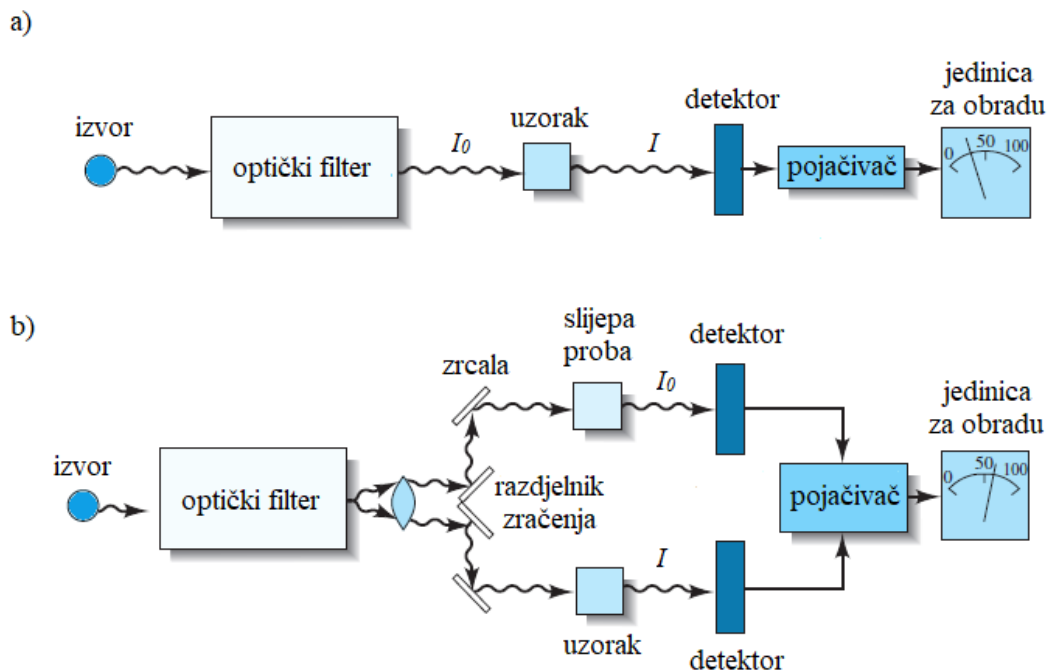 a)
izvor
optički filter
I0
uzorak
I
detektor
pojačivač
jedinica
za obradu
0 50 100
b)
izvor
optički filter
zrcala
razdjelnik
zračenja
slijepa
proba
I0
detektor
uzorak
I
detektor
pojačivač
jedinica
za obradu
0 50 100